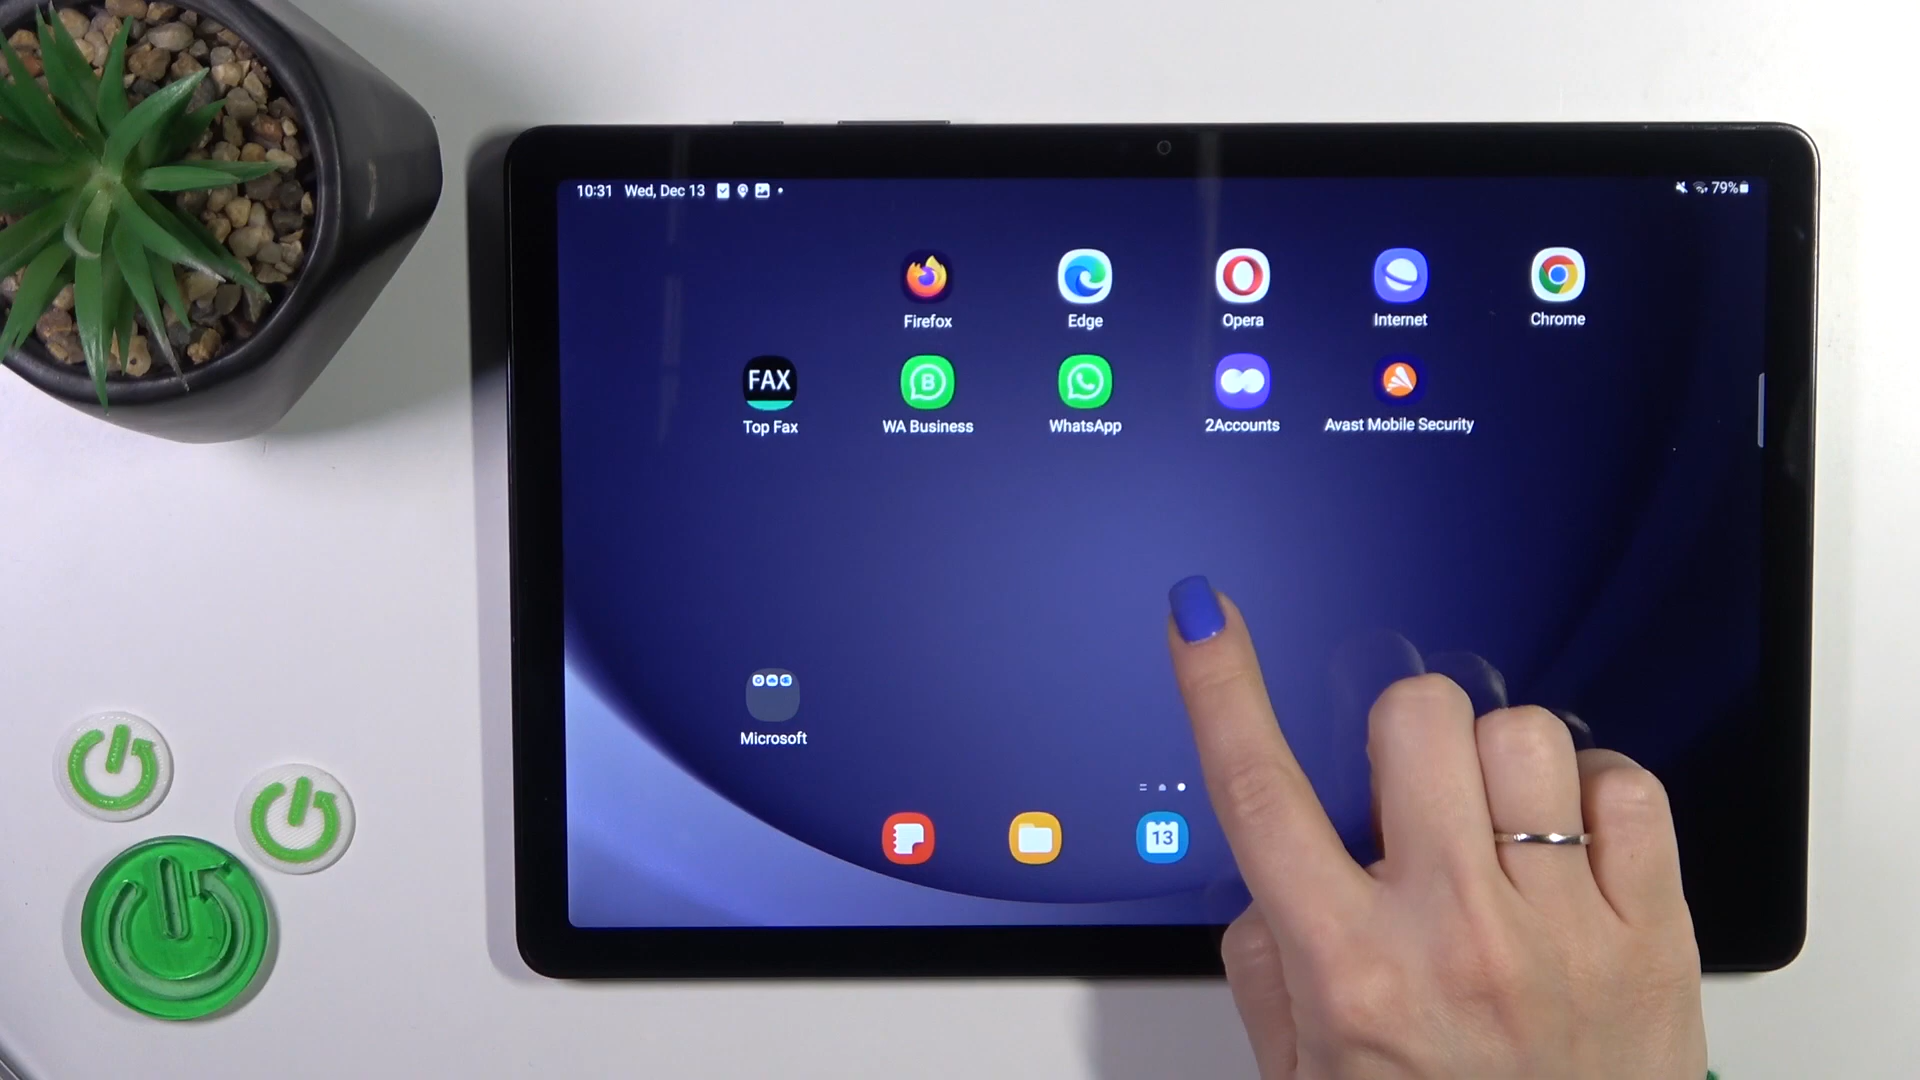 10:31 Wed, Dec 13
79%
Firefox
Edge
Opera
Internet
Chrome
FAX
Top Fax
B
WA Business
WhatsApp
2Accounts
Avast Mobile Security
Microsoft
13